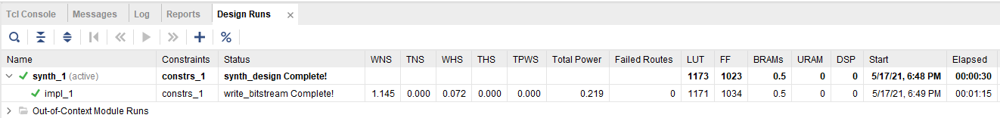 Tcl Console Messages Log Reports Design Runs
Name Constraints Status WNS TNS WHS THS TPWS Total Power Failed Routes LUT FF BRAMs URAM DSP Start Elapsed
synth_1 (active) constrs_1 synth_design Complete! 1173 1023 0.5 0 0 5/17/21, 6:48 PM 00:00:30
impl_1 constrs_1 write_bitstream Complete! 1.145 0.000 0.072 0.000 0.000 0.219 0 1171 1034 0.5 0 0 5/17/21, 6:49 PM 00:01:15
Out-of-Context Module Runs